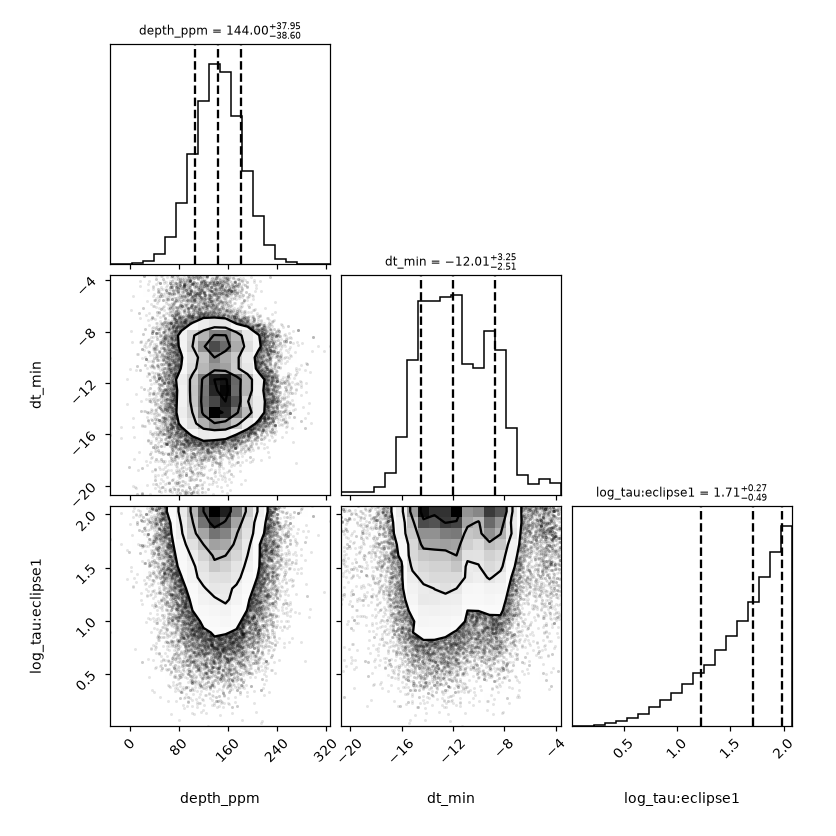 depth_ppm = 144.00+37.95 −38.60
dt_min = −12.01+3.25 −2.51
log_tau:eclipse1 = 1.71+0.27 −0.49
dt_min
−4
−8
−12
−16
−20
log_tau:eclipse1
2.0
1.5
1.0
0.5
0 80 160 240 320
−20 −16 −12 −8 −4
0.5 1.0 1.5 2.0
depth_ppm dt_min log_tau:eclipse1